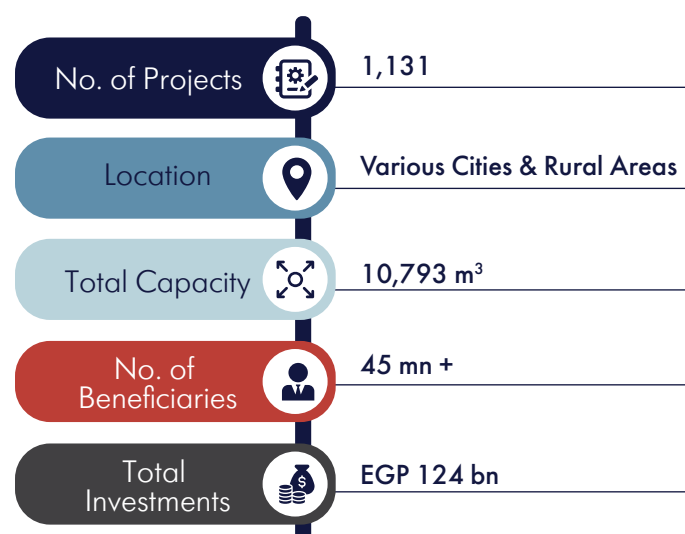 No. of Projects
1,131
Location
Various Cities & Rural Areas
Total Capacity
10,793 m³
No. of
Beneficiaries
45 mn +
Total
Investments
EGP 124 bn